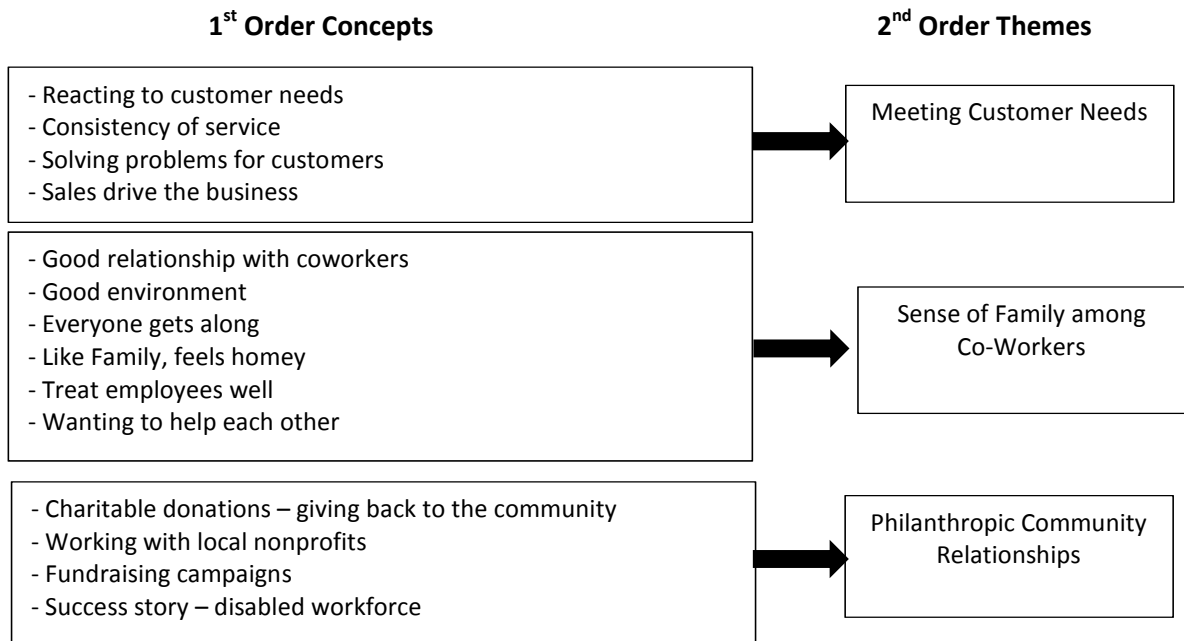 1st Order Concepts
2nd Order Themes
- Reacting to customer needs
- Consistency of service
- Solving problems for customers
- Sales drive the business
Meeting Customer Needs
- Good relationship with coworkers
- Good environment
- Everyone gets along
- Like Family, feels homey
- Treat employees well
- Wanting to help each other
Sense of Family among
Co-Workers
- Charitable donations – giving back to the community
- Working with local nonprofits
- Fundraising campaigns
- Success story – disabled workforce
Philanthropic Community
Relationships